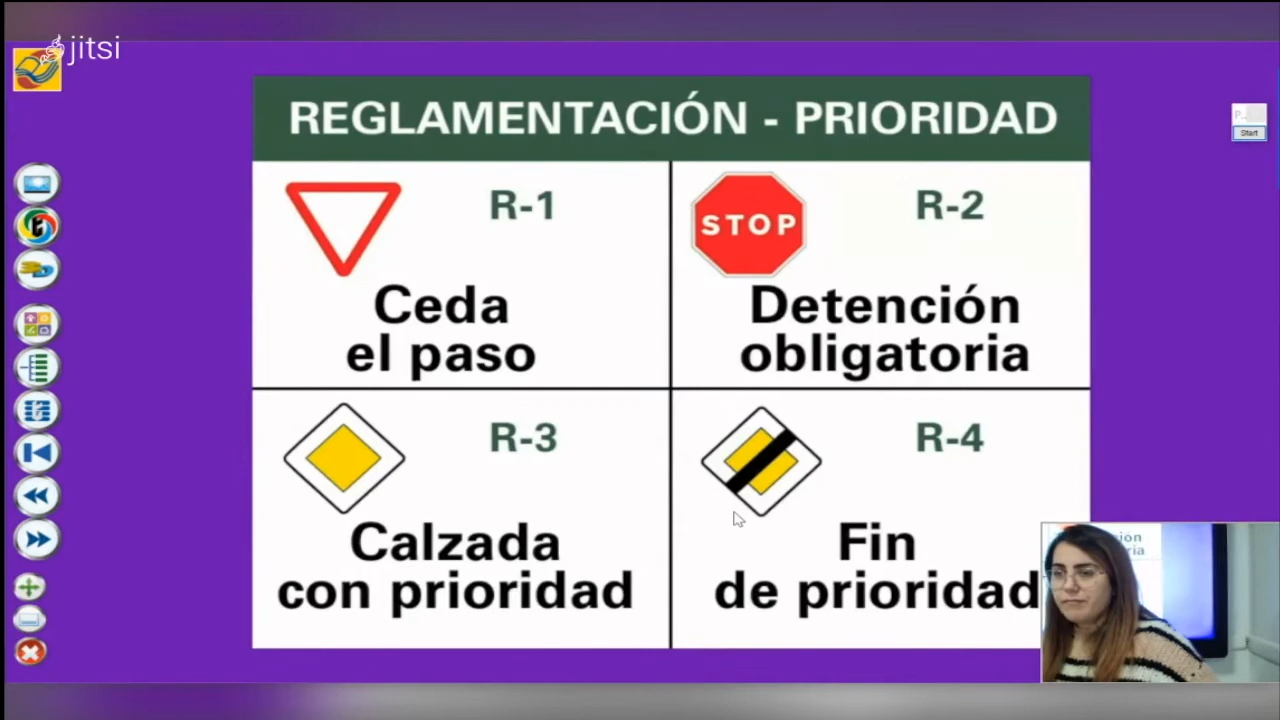 jitsi
REGLAMENTACIÓN - PRIORIDAD
R-1
Ceda
el paso
STOP
R-2
Detención
obligatoria
R-3
Calzada
con prioridad
R-4
Fin
de prioridad
Start